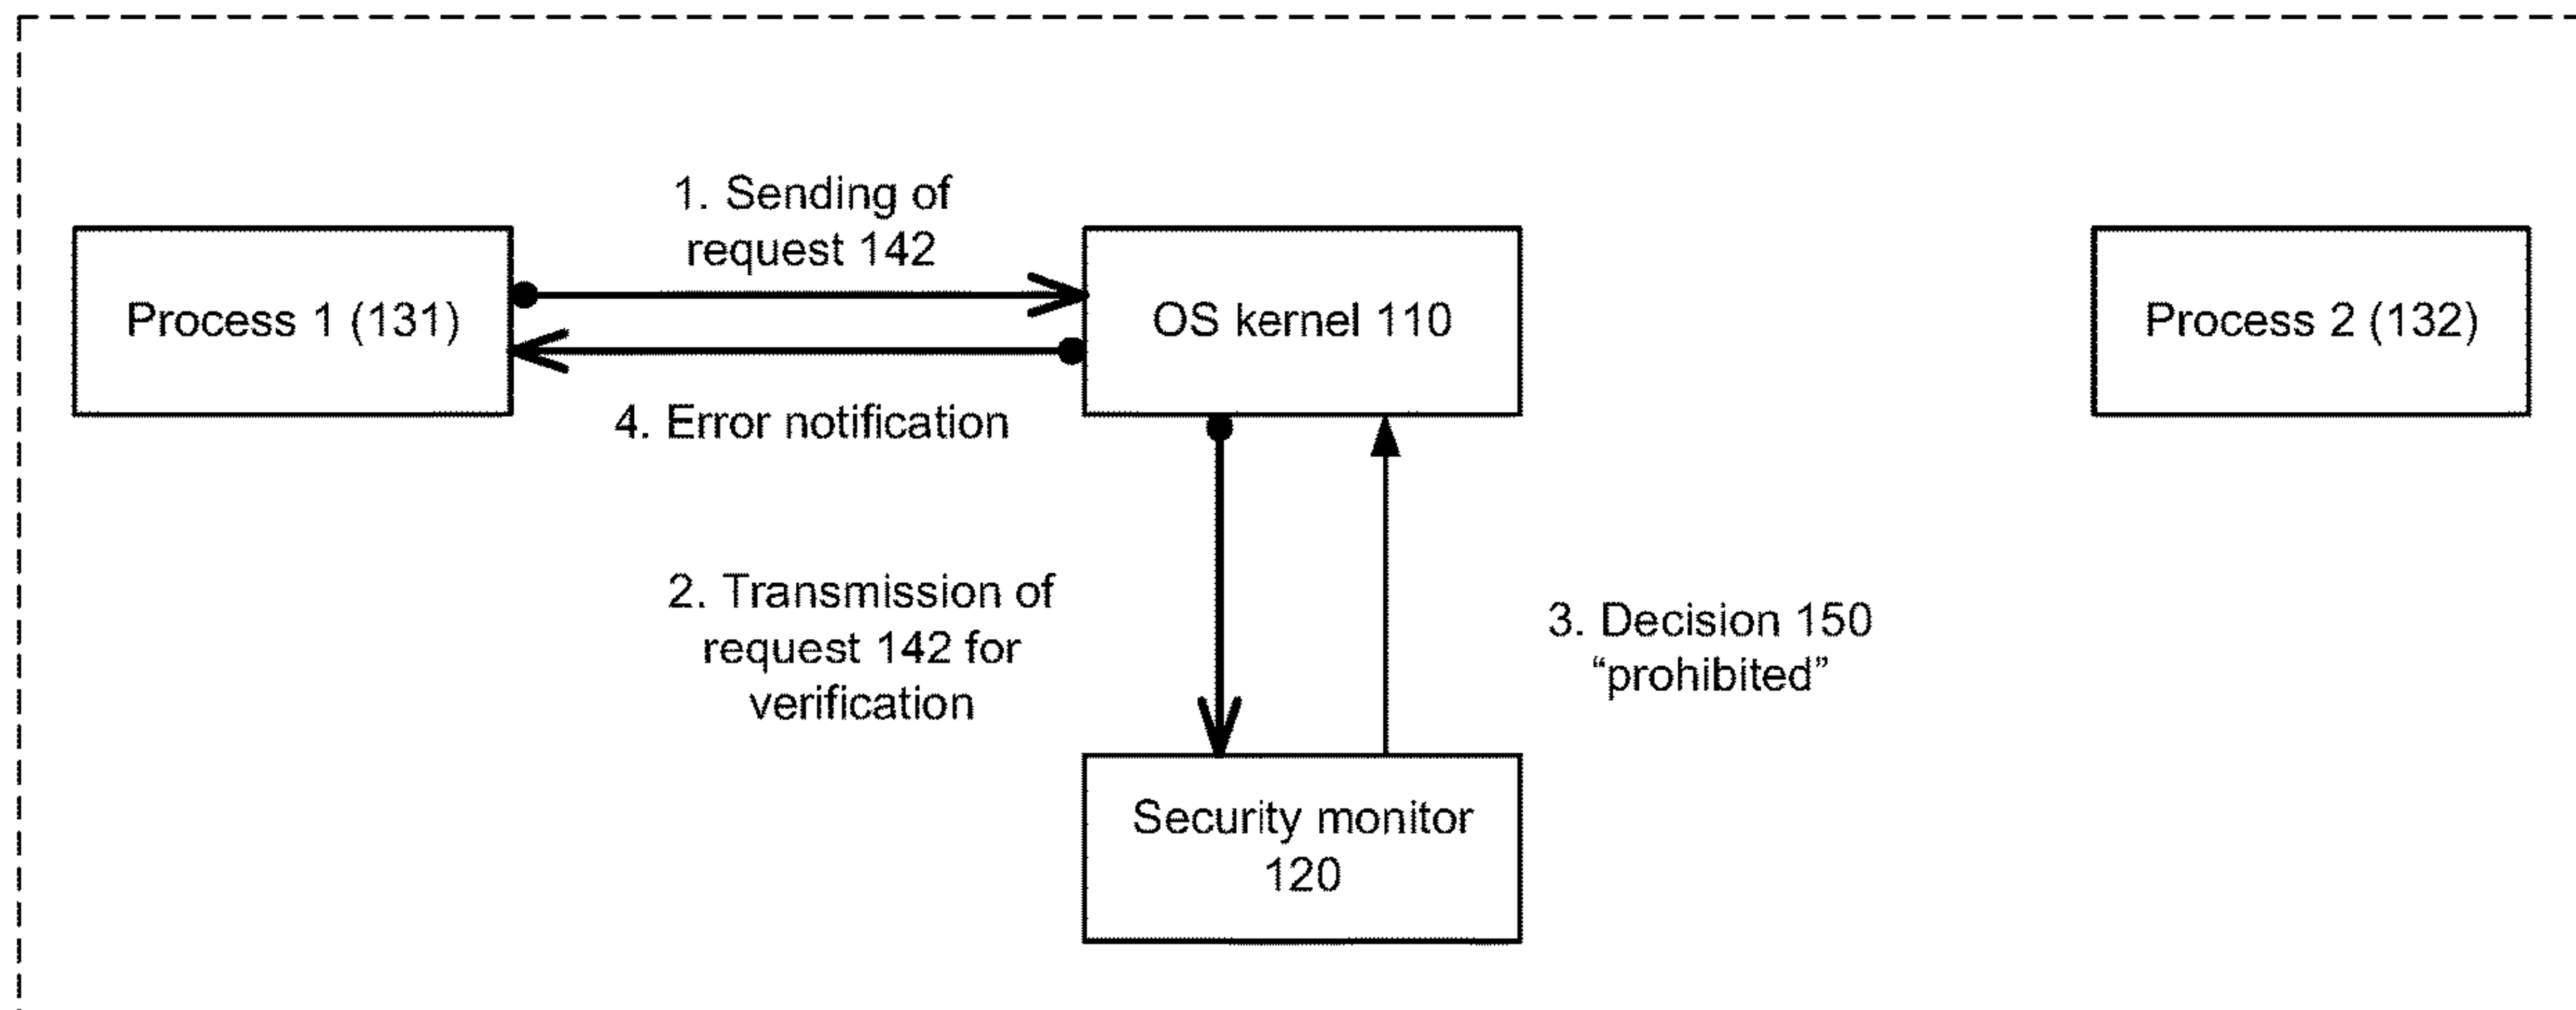 1. Sending of
request 142
Process 1 (131)
OS kernel 110
Process 2 (132)
4. Error notification
2. Transmission of
request 142 for
verification
3. Decision 150
“prohibited”
Security monitor
120